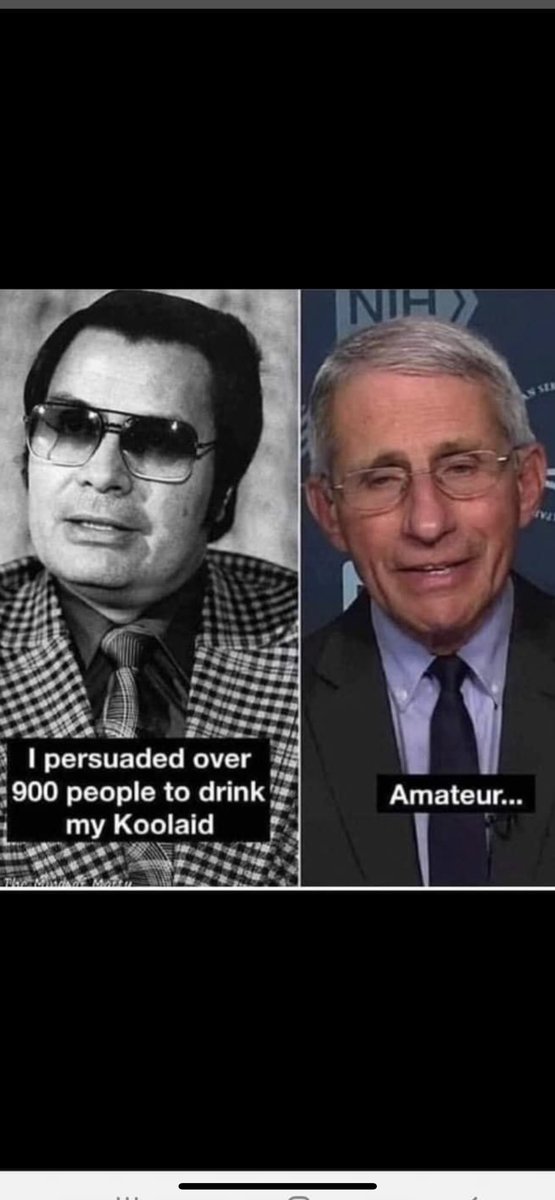 NIH
I persuaded over
900 people to drink
my Koolaid
Amateur...